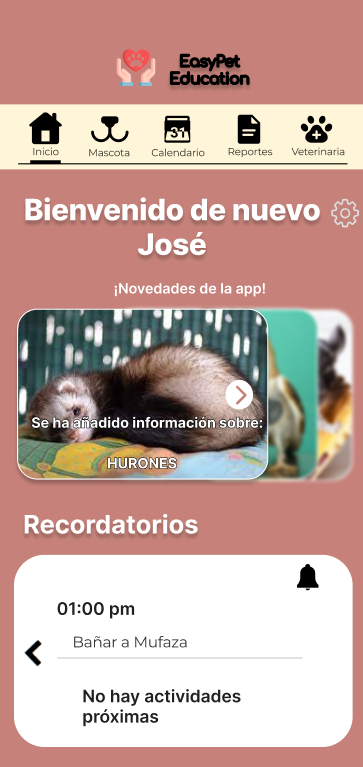 EasyPet
Education
31
Inicio
Mascota
Calendario
Reportes
Veterinaria
Bienvenido de nuevo
José
¡Novedades de la app!
Se ha añadido información sobre:
HURONES
Recordatorios
01:00 pm
Bañar a Mufaza
No hay actividades
próximas